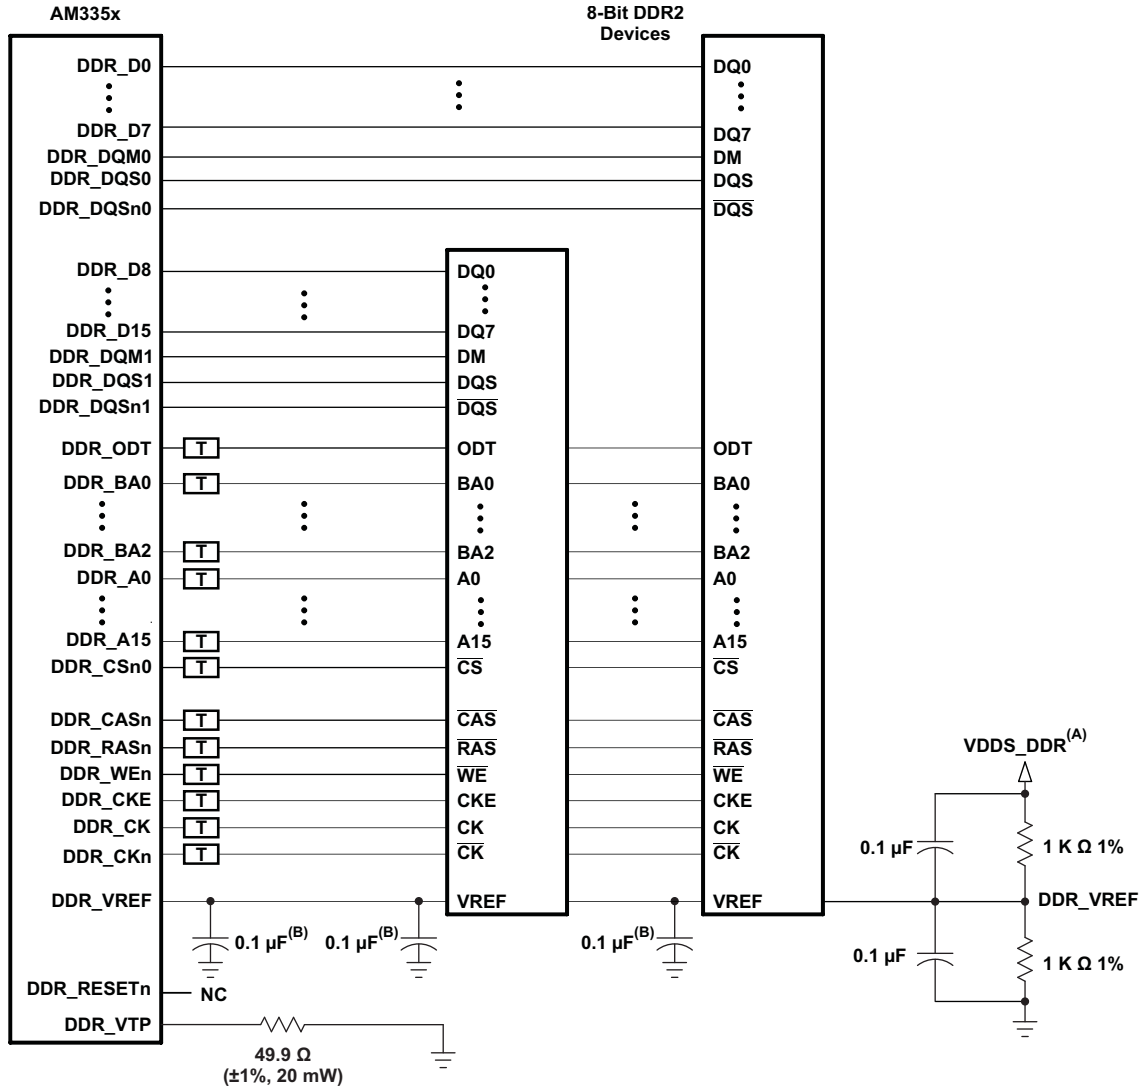 AM335x
8-Bit DDR2
Devices
DDR_D0
DQ0
DDR_D7
DQ7
DDR_DQM0
DM
DDR_DQS0
DQS
DDR_DQSn0
DQS
DDR_D8
DQ0
DDR_D15
DQ7
DDR_DQM1
DM
DDR_DQS1
DQS
DDR_DQSn1
DQS
DDR_ODT T ODT ODT
DDR_BA0 T BA0 BA0
DDR_BA2 T BA2 BA2
DDR_A0 T A0 A0
DDR_A15 T A15 A15
DDR_CSn0 T CS CS
DDR_CASn T CAS CAS
DDR_RASn T RAS RAS
DDR_WEn T WE WE
DDR_CKE T CKE CKE
DDR_CK T CK CK
DDR_CKn T CK CK
DDR_VREF VREF VREF
0.1 µF(B) 0.1 µF(B) 0.1 µF(B)
VDDS_DDR(A)
0.1 µF 1 K Ω 1%
DDR_VREF
0.1 µF 1 K Ω 1%
DDR_RESETn NC
DDR_VTP
49.9 Ω
(±1%, 20 mW)